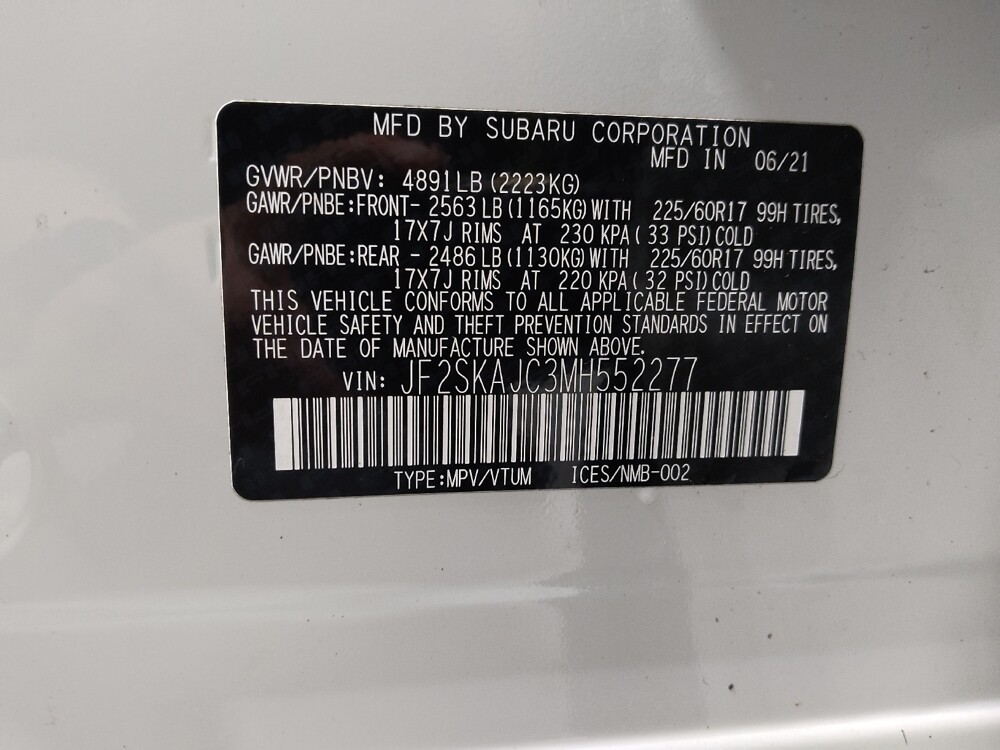 MFD BY SUBARU CORPORATION
MFD IN 06/21
GVWR/PNBV: 4891LB (2223KG)
GAWR/PNBE:FRONT- 2563LB (1165KG) WITH 225/60R17 99H TIRES,
17X7J RIMS AT 230 KPA ( 33 PSI) COLD
GAWR/PNBE:REAR - 2486LB (1130KG) WITH 225/60R17 99H TIRES,
17X7J RIMS AT 220 KPA ( 32 PSI) COLD
THIS VEHICLE CONFORMS TO ALL APPLICABLE FEDERAL MOTOR
VEHICLE SAFETY AND THEFT PREVENTION STANDARDS IN EFFECT ON
THE DATE OF MANUFACTURE SHOWN ABOVE.
VIN: JF2SKAJC3MH552277
TYPE:MPV/VTUM ICES/NMB-002